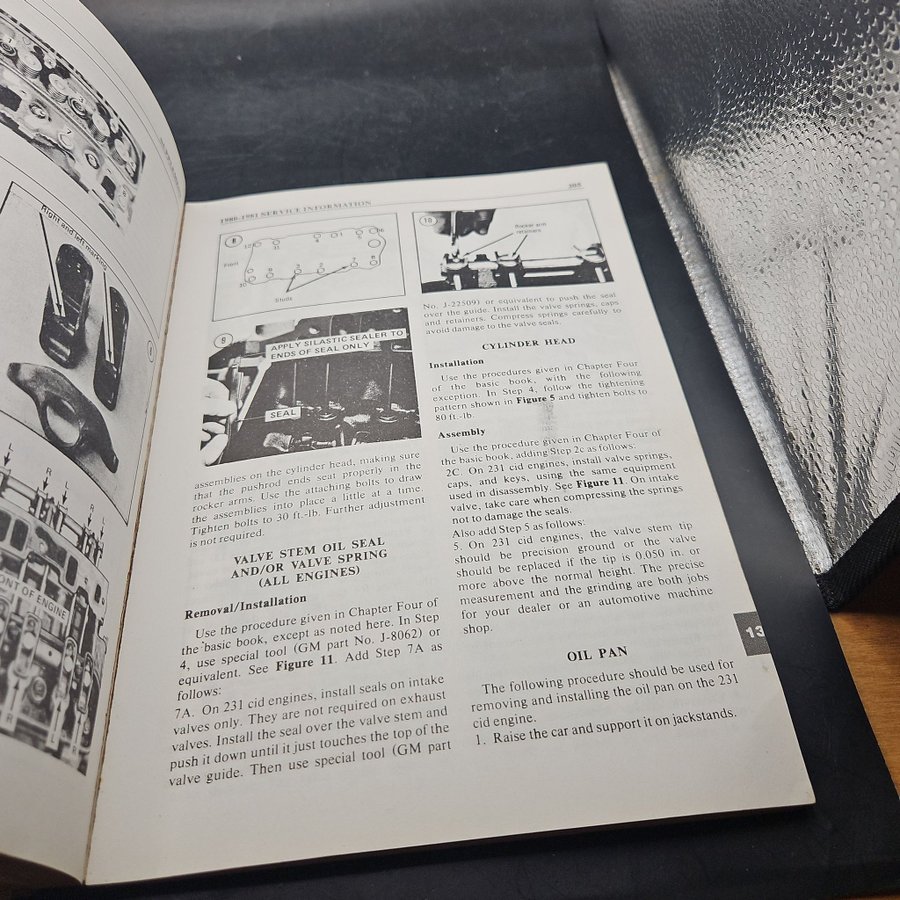 Right and left marking
R
R
R
FRONT OF ENGINE
R
R
1980-1981 SERVICE INFORMATION
305
8
Front
Studs
9
APPLY SILASTIC SEALER TO
ENDS OF SEAL ONLY
SEAL
assemblies on the cylinder head, making sure
that the pushrod ends seat properly in the
rocker arms. Use the attaching bolts to draw
the assemblies into place a little at a time.
Tighten bolts to 30 ft.-lb. Further adjustment
is not required.
VALVE STEM OIL SEAL
AND/OR VALVE SPRING
(ALL ENGINES)
Removal/Installation
Use the procedure given in Chapter Four of
the basic book, except as noted here. In Step
4, use special tool (GM part No. J-8062) or
equivalent. See Figure 11. Add Step 7A as
follows:
7A. On 231 cid engines, install seals on intake
valves only. They are not required on exhaust
valves. Install the seal over the valve stem and
push it down until it just touches the top of the
valve guide. Then use special tool (GM part
10
Rocker arm
retainers
No. J-22509) or equivalent to push the seal
over the guide. Install the valve springs, caps
and retainers. Compress springs carefully to
avoid damage to the valve seals.
CYLINDER HEAD
Installation
Use the procedures given in Chapter Four
of the basic book, with the following
exception. In Step 4, follow the tightening
pattern shown in Figure 5 and tighten bolts to
80 ft.-lb.
Assembly
Use the procedure given in Chapter Four of
the basic book, adding Step 2c as follows:
2C. On 231 cid engines, install valve springs,
caps, and keys, using the same equipment
used in disassembly. See Figure 11. On intake
valve, take care when compressing the springs
not to damage the seals.
Also add Step 5 as follows:
5. On 231 cid engines, the valve stem tip
should be precision ground or the valve
should be replaced if the tip is 0.050 in. or
more above the normal height. The precise
measurement and the grinding are both jobs
for your dealer or an automotive machine
shop.
OIL PAN
The following procedure should be used for
removing and installing the oil pan on the 231
cid engine.
1. Raise the car and support it on jackstands.
13